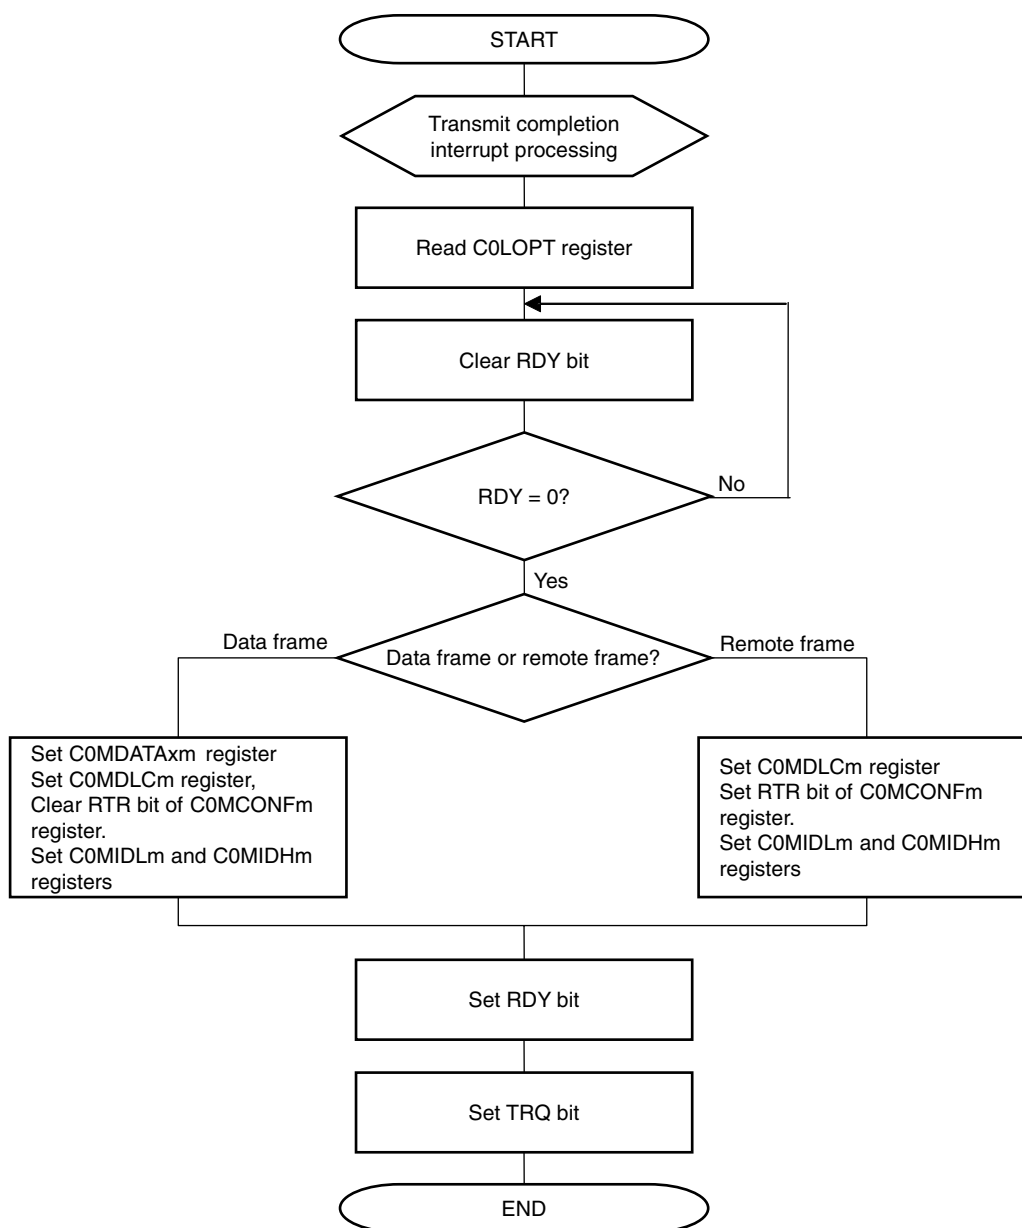 START
Transmit completion
interrupt processing
Read C0LOPT register
Clear RDY bit
RDY = 0?
No
Yes
Data frame
Data frame or remote frame?
Remote frame
Set C0MDATAxm register
Set C0MDLCm register,
Clear RTR bit of C0MCONFm
register.
Set C0MIDLm and C0MIDHm
registers
Set C0MDLCm register
Set RTR bit of C0MCONFm
register.
Set C0MIDLm and C0MIDHm
registers
Set RDY bit
Set TRQ bit
END